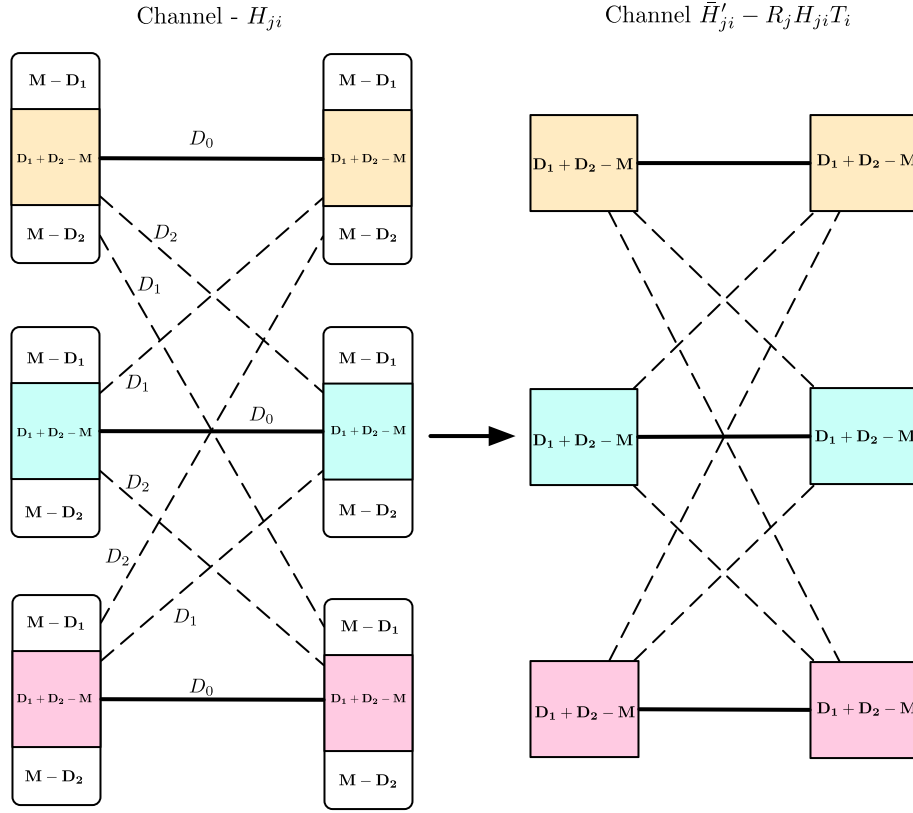 Channel - $H_{ji}$
Channel $\bar{H}'_{ji} - R_j H_{ji} T_i$
M − D₁
D₁ + D₂ − M
M − D₂
D₀
M − D₁
D₁ + D₂ − M
M − D₂
D₂
D₁
M − D₁
D₁ + D₂ − M
M − D₂
D₁
D₀
M − D₁
D₁ + D₂ − M
M − D₂
D₂
D₂
D₁
M − D₁
D₁ + D₂ − M
M − D₂
D₀
M − D₁
D₁ + D₂ − M
M − D₂
D₁ + D₂ − M
D₁ + D₂ − M
D₁ + D₂ − M
D₁ + D₂ − M
D₁ + D₂ − M
D₁ + D₂ − M